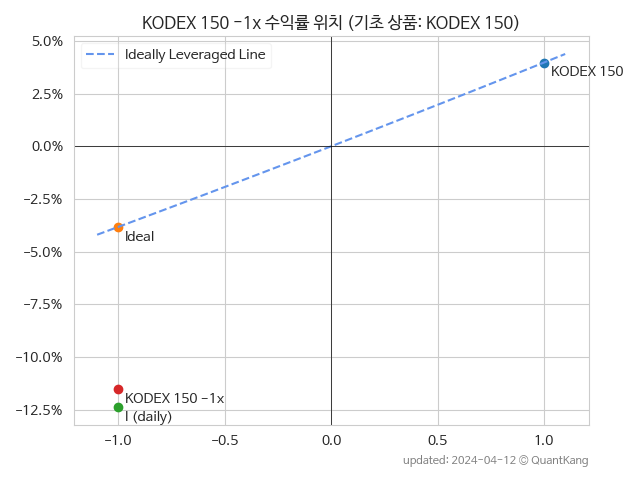 KODEX 150 −1x 수익률 위치 (기초 상품: KODEX 150)
5.0%
2.5%
0.0%
−2.5%
−5.0%
−7.5%
−10.0%
−12.5%
Ideally Leveraged Line
KODEX 150
Ideal
KODEX 150 −1x
I (daily)
−1.0
−0.5
0.0
0.5
1.0
updated: 2024-04-12 © QuantKang